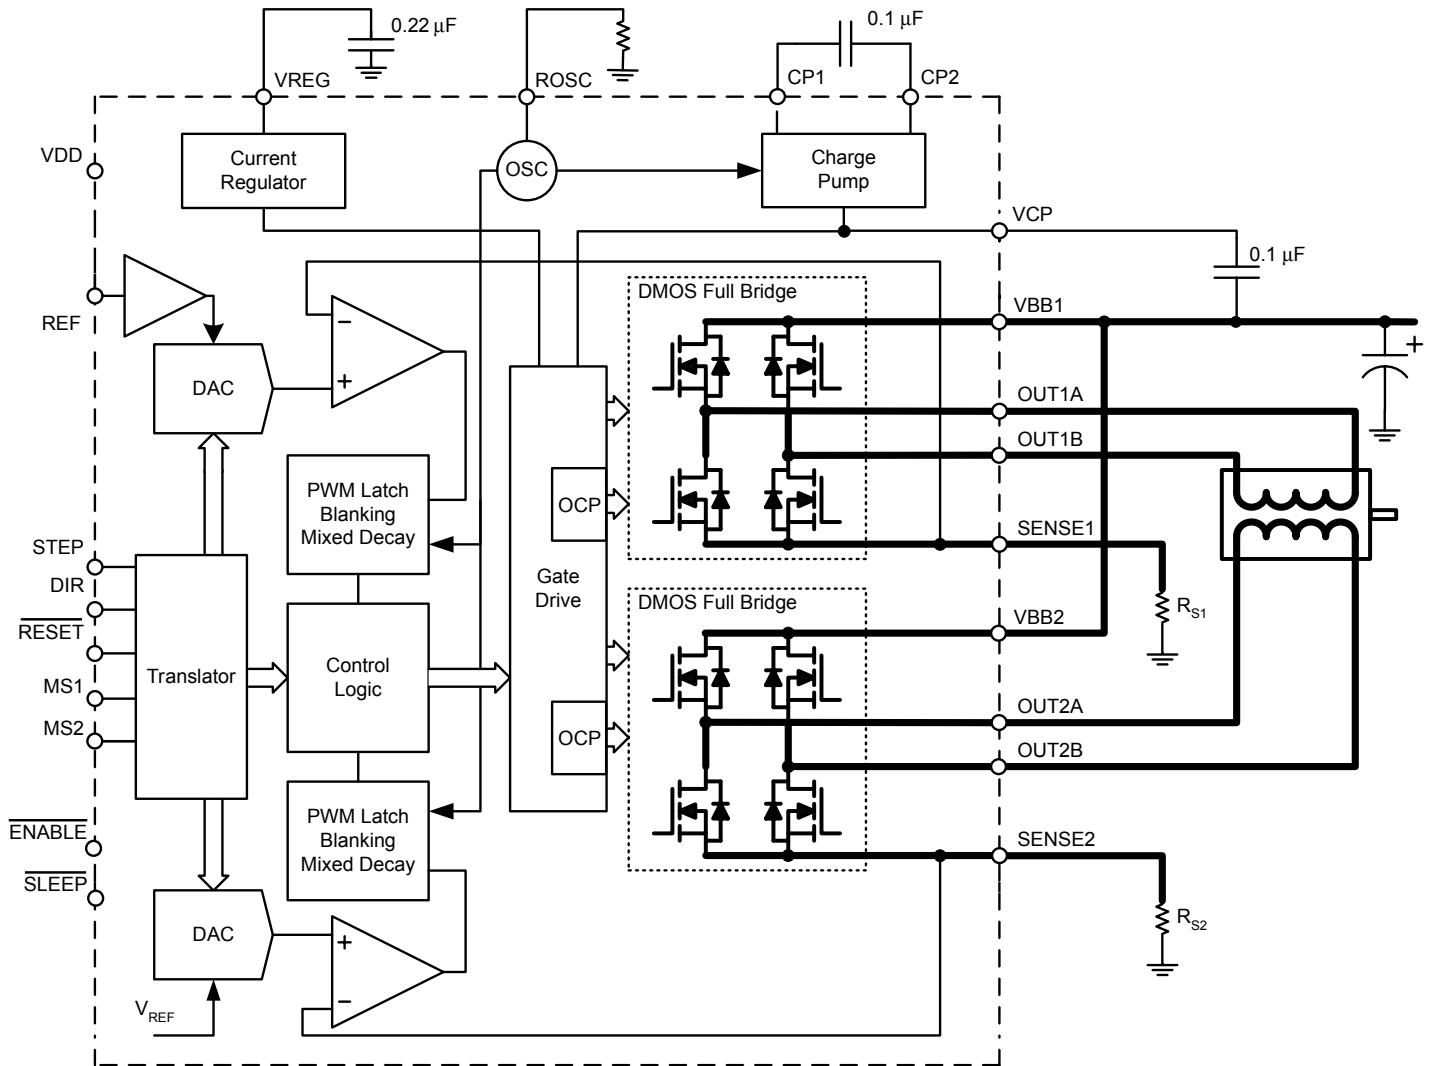 0.22 µF
0.1 µF
VREG
ROSC
CP1
CP2
VDD
Current
Regulator
OSC
Charge
Pump
VCP
0.1 µF
REF
DMOS Full Bridge
VBB1
−
+
+
DAC
OUT1A
OUT1B
PWM Latch
Blanking
Mixed Decay
OCP
SENSE1
STEP
DIR
RESET
MS1
MS2
Translator
Control
Logic
Gate
Drive
DMOS Full Bridge
RS1
VBB2
OUT2A
OCP
OUT2B
PWM Latch
Blanking
Mixed Decay
ENABLE
SLEEP
SENSE2
RS2
DAC
+
−
VREF